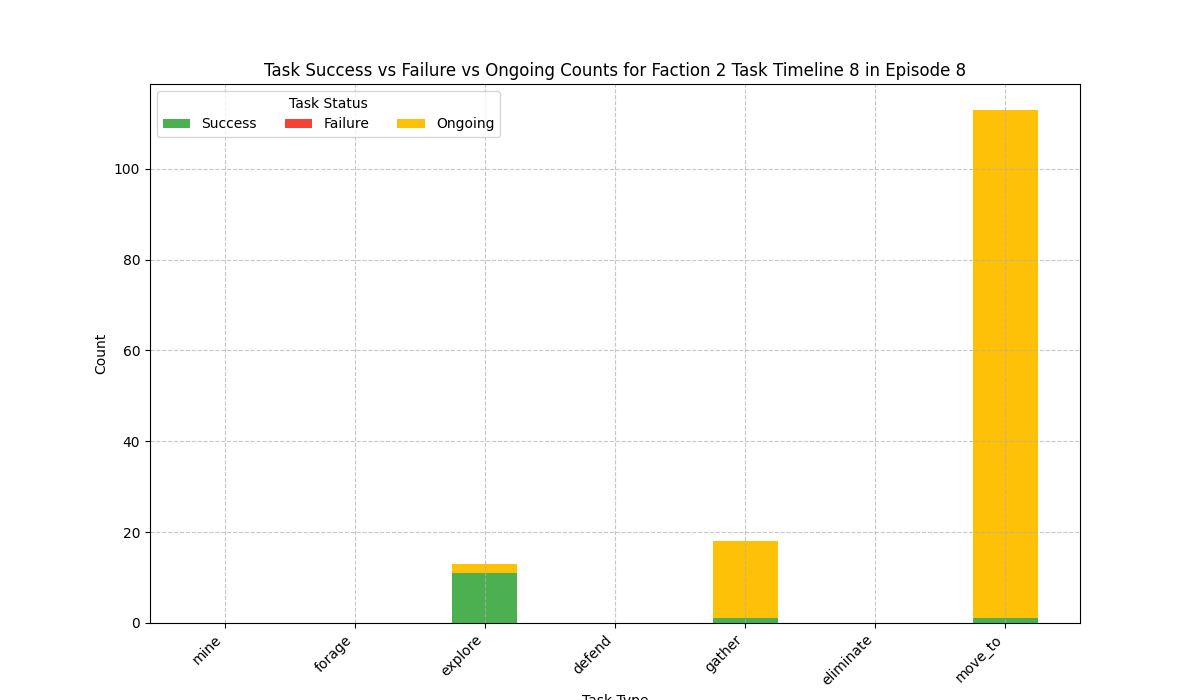 Task Success vs Failure vs Ongoing Counts for Faction 2 Task Timeline 8 in Episode 8
Task Status
Success Failure Ongoing
100
80
60
40
20
0
Count
mine forage explore defend gather eliminate move_to
Task Type